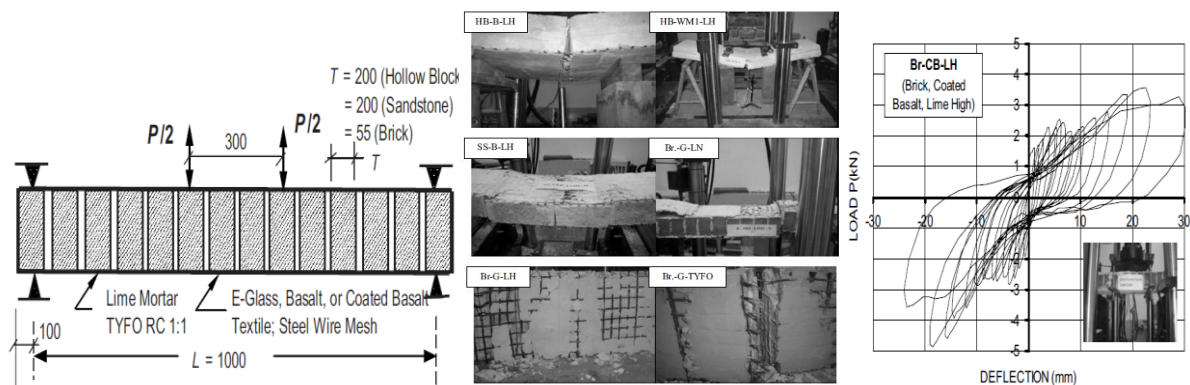 T = 200 (Hollow Block
= 200 (Sandstone)
= 55 (Brick)
P/2
P/2
300
T
Lime Mortar
TYFO RC 1:1
E-Glass, Basalt, or Coated Basalt
Textile; Steel Wire Mesh
100
L = 1000
HB-B-LH
HB-WM1-LH
SS-B-LH
Br.-G-LN
Br-G-LH
Br.-G-TYFO
Br-CB-LH
(Brick, Coated
Basalt, Lime High)
LOAD P(kN)
5
4
3
2
1
0
-30
-20
-10
0
10
20
30
-1
-2
-3
-4
-5
DEFLECTION (mm)